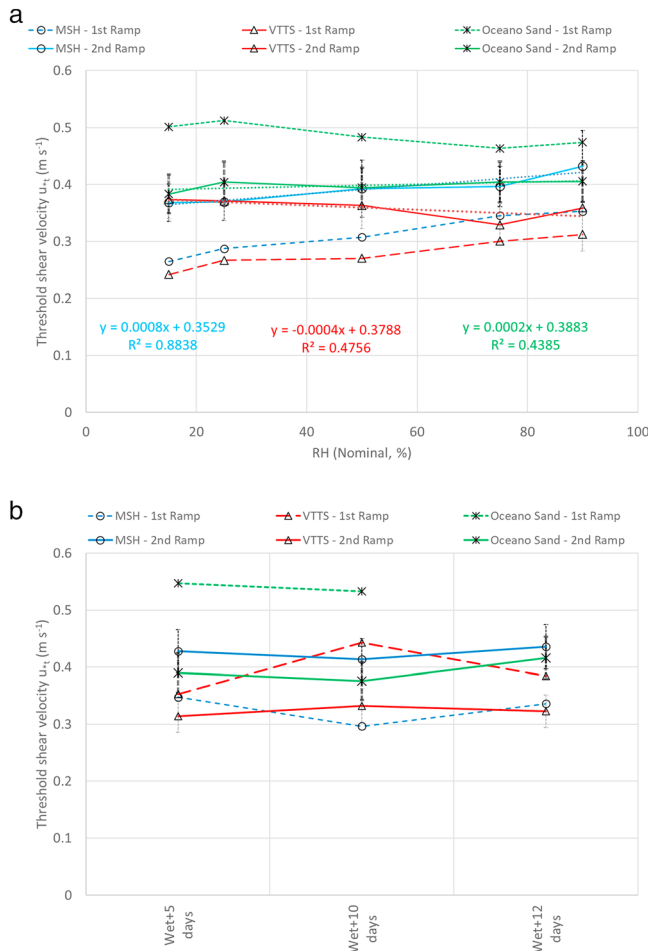 a
MSH - 1st Ramp VTTS - 1st Ramp Oceano Sand - 1st Ramp
MSH - 2nd Ramp VTTS - 2nd Ramp Oceano Sand - 2nd Ramp
0.6
0.5
0.4
0.3
0.2
0.1
0
Threshold shear velocity u*t (m s-1)
y = 0.0008x + 0.3529 y = -0.0004x + 0.3788 y = 0.0002x + 0.3883
R² = 0.8838 R² = 0.4756 R² = 0.4385
0 20 40 60 80 100
RH (Nominal, %)
b
MSH - 1st Ramp VTTS - 1st Ramp Oceano Sand - 1st Ramp
MSH - 2nd Ramp VTTS - 2nd Ramp Oceano Sand - 2nd Ramp
0.6
0.5
0.4
0.3
0.2
0.1
0
Threshold shear velocity u*t (m s-1)
Wet+5
days
Wet+10
days
Wet+12
days